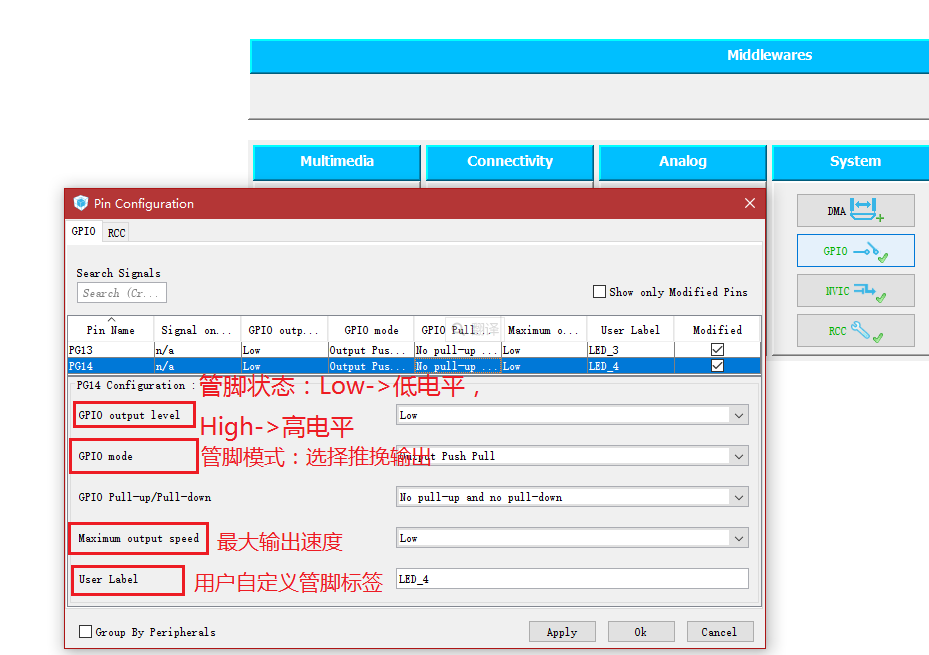 Middlewares
Multimedia Connectivity Analog System
DMA
Pin Configuration
GPIO RCC
GPIO
Search Signals
Search (Cr...
Show only Modified Pins
NVIC
Pin Name Signal on... GPIO outp... GPIO mode GPIO Pull... Maximum o... User Label Modified
RCC
PG13 n/a Low Output Pus... No pull-up ... Low LED_3
PG14 n/a Low Output Pus... No pull-up ... Low LED_4
PG14 Configuration :
管脚状态：Low->低电平，
GPIO output level Low
High->高电平
GPIO mode 管脚模式：选择推挽输出 Output Push Pull
GPIO Pull-up/Pull-down No pull-up and no pull-down
Maximum output speed 最大输出速度 Low
User Label 用户自定义管脚标签 LED_4
Group By Peripherals Apply Ok Cancel